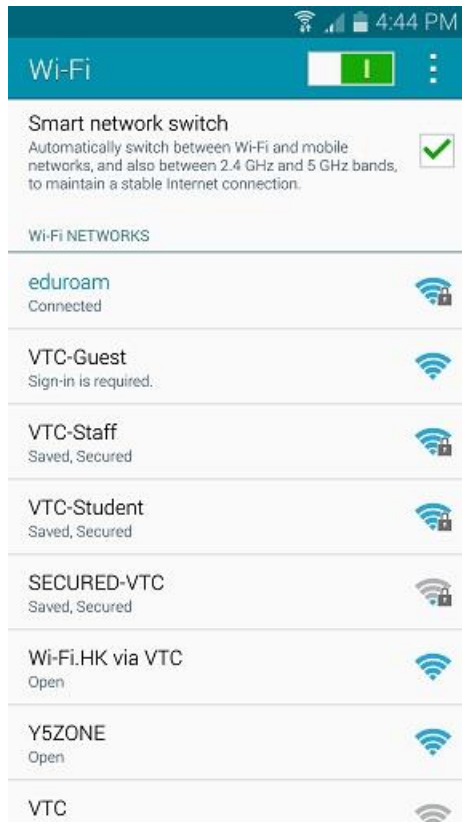 4:44 PM
Wi-Fi
Smart network switch
Automatically switch between Wi-Fi and mobile
networks, and also between 2.4 GHz and 5 GHz bands,
to maintain a stable Internet connection.
Wi-Fi NETWORKS
eduroam
Connected
VTC-Guest
Sign-in is required.
VTC-Staff
Saved, Secured
VTC-Student
Saved, Secured
SECURED-VTC
Saved, Secured
Wi-Fi.HK via VTC
Open
Y5ZONE
Open
VTC